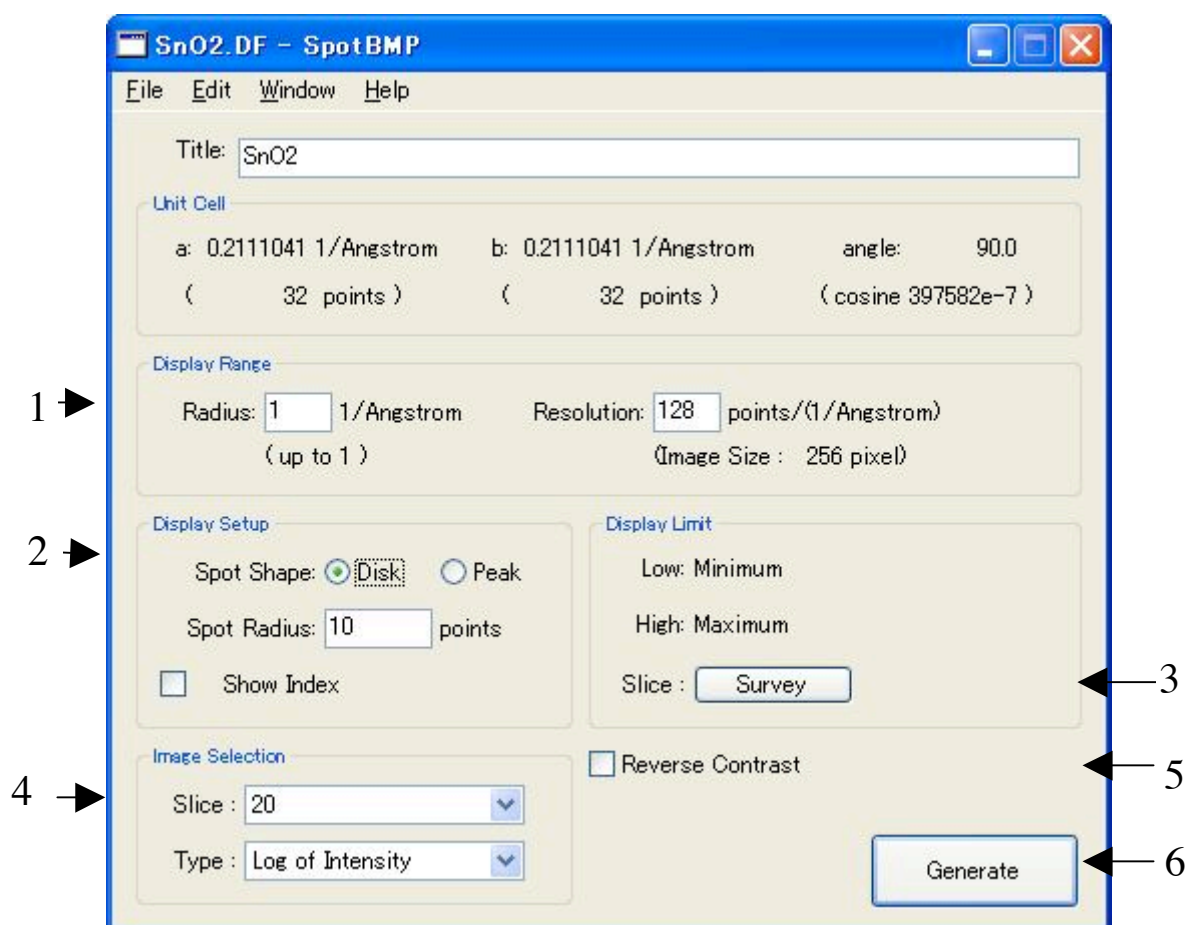 SnO2.DF - SpotBMP
File Edit Window Help
Title: SnO2
Unit Cell
a: 0.2111041 1/Angstrom b: 0.2111041 1/Angstrom angle: 90.0
( 32 points ) ( 32 points ) ( cosine 397582e-7 )
Display Range
1
Radius: 1 1/Angstrom Resolution: 128 points/(1/Angstrom)
( up to 1 ) (Image Size : 256 pixel)
Display Setup
2
Spot Shape: Disk Peak
Spot Radius: 10 points
Show Index
Display Limit
Low: Minimum
High: Maximum
Slice : Survey
3
Image Selection
4
Slice : 20
Type : Log of Intensity
Reverse Contrast
5
Generate
6